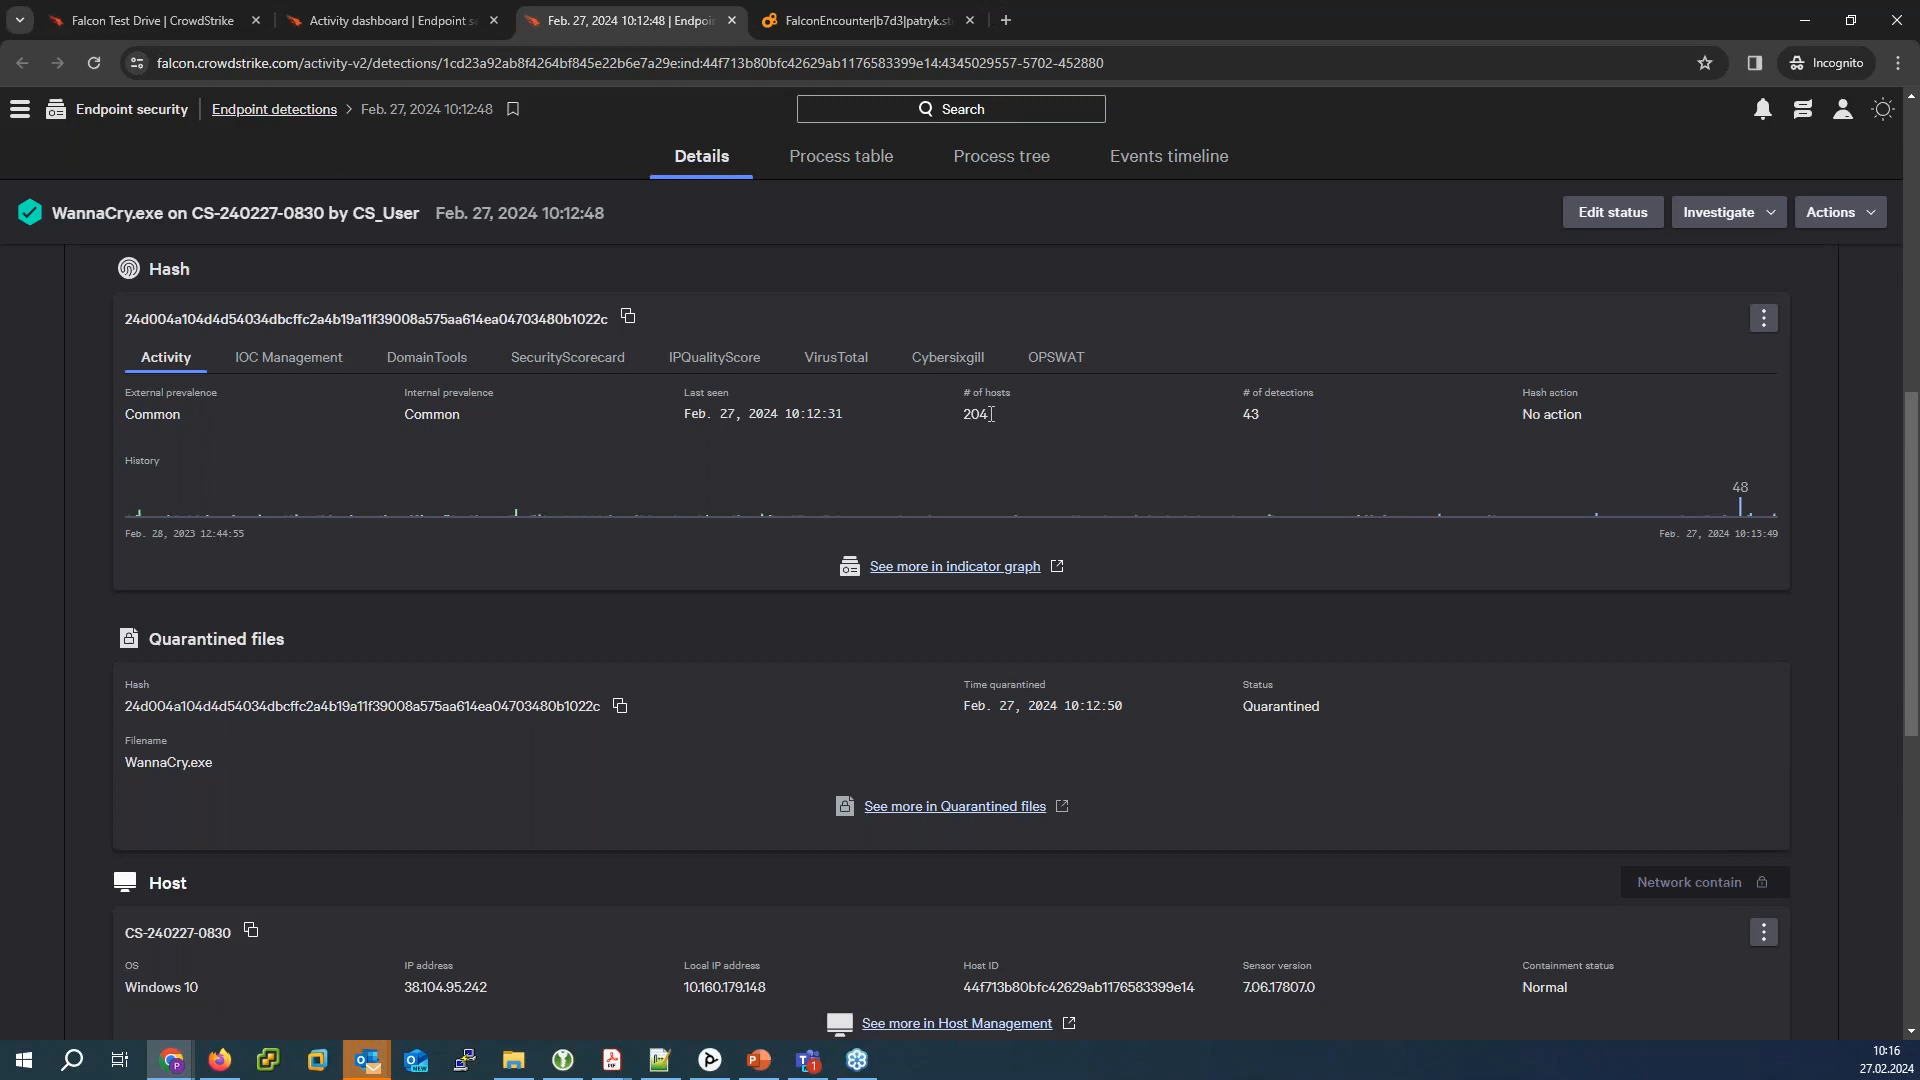 Falcon Test Drive | CrowdStrike
Activity dashboard | Endpoint se
Feb. 27, 2024 10:12:48 | Endpoin
FalconEncounter|b7d3|patryk.st
falcon.crowdstrike.com/activity-v2/detections/1cd23a92ab8f4264bf845e22b6e7a29e:ind:44f713b80bfc42629ab1176583399e14:4345029557-5702-452880
Incognito
Endpoint security
Endpoint detections > Feb. 27, 2024 10:12:48
Search
Details
Process table
Process tree
Events timeline
WannaCry.exe on CS-240227-0830 by CS_User Feb. 27, 2024 10:12:48
Edit status
Investigate
Actions
Hash
24d004a104d4d54034dbcffc2a4b19a11f39008a575aa614ea04703480b1022c
Activity
IOC Management
DomainTools
SecurityScorecard
IPQualityScore
VirusTotal
Cybersixgill
OPSWAT
External prevalence
Common
Internal prevalence
Common
Last seen
Feb. 27, 2024 10:12:31
# of hosts
204
# of detections
43
Hash action
No action
History
48
Feb. 28, 2023 12:44:55
Feb. 27, 2024 10:13:49
See more in indicator graph
Quarantined files
Hash
24d004a104d4d54034dbcffc2a4b19a11f39008a575aa614ea04703480b1022c
Time quarantined
Feb. 27, 2024 10:12:50
Status
Quarantined
Filename
WannaCry.exe
See more in Quarantined files
Host
Network contain
CS-240227-0830
OS
Windows 10
IP address
38.104.95.242
Local IP address
10.160.179.148
Host ID
44f713b80bfc42629ab1176583399e14
Sensor version
7.06.17807.0
Containment status
Normal
See more in Host Management
10:16
27.02.2024